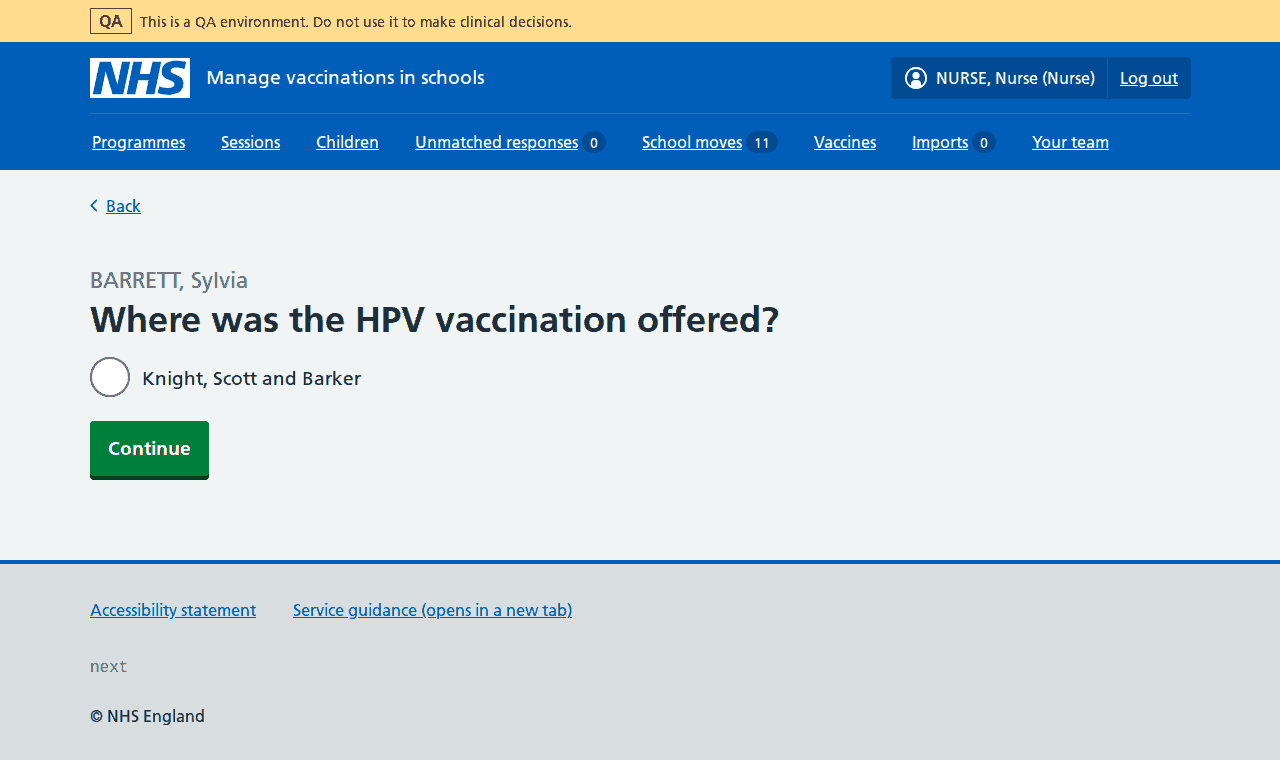 QA This is a QA environment. Do not use it to make clinical decisions.
NHS Manage vaccinations in schools NURSE, Nurse (Nurse) Log out
Programmes Sessions Children Unmatched responses 0 School moves 11 Vaccines Imports 0 Your team
Back
BARRETT, Sylvia
Where was the HPV vaccination offered?
Knight, Scott and Barker
Continue
Accessibility statement Service guidance (opens in a new tab)
next
© NHS England